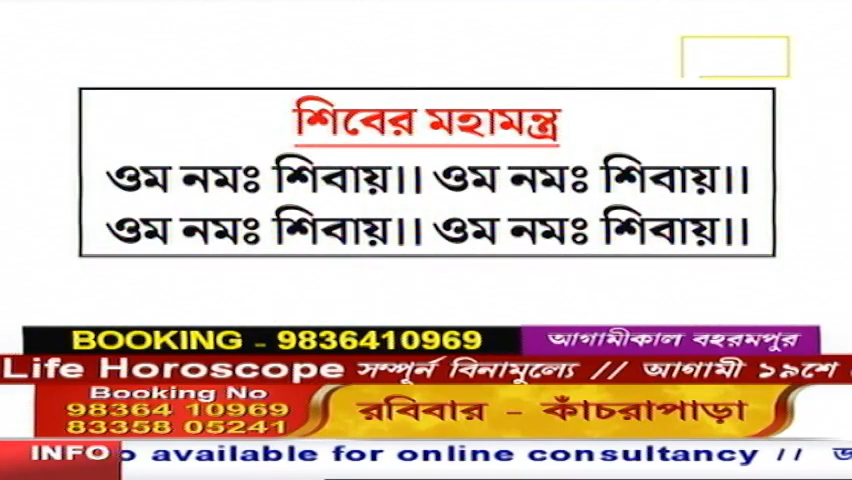 শিবের মহামন্ত্র
ওম নমঃ শিবায়।। ওম নমঃ শিবায়।।
ওম নমঃ শিবায়।। ওম নমঃ শিবায়।।
BOOKING - 9836410969 আগামীকাল বহরমপুর
Life Horoscope সম্পূর্ন বিনামুল্যে // আগামী ১৯শে
Booking No
98364 10969
83358 05241
রবিবার - কাঁচরাপাড়া
INFO available for online consultancy //